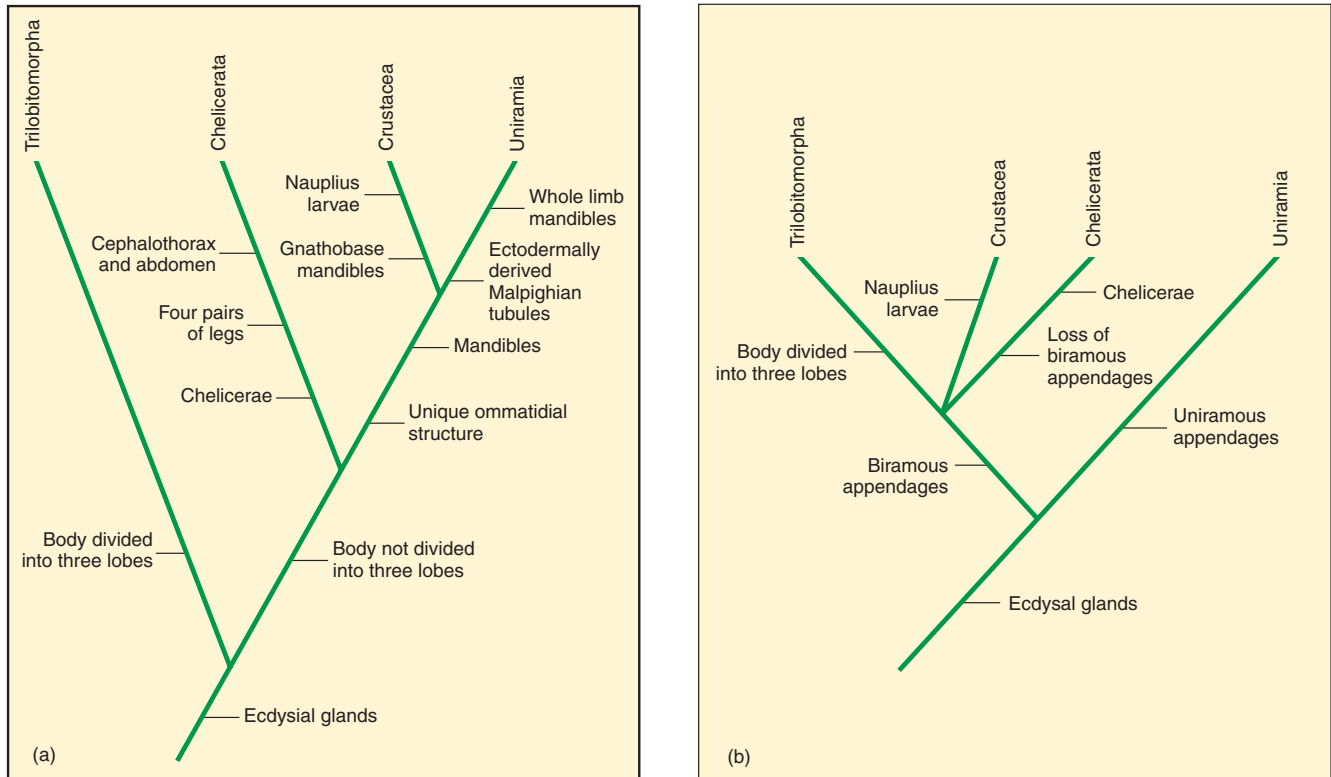 Trilobitomorpha
Chelicerata
Crustacea
Uniramia
Nauplius
larvae
Whole limb
mandibles
Cephalothorax
and abdomen
Gnathobase
mandibles
Ectodermally
derived
Malpighian
tubules
Four pairs
of legs
Mandibles
Chelicerae
Unique ommatidial
structure
Body divided
into three lobes
Body not divided
into three lobes
Ecdysial glands
(a)
Trilobitomorpha
Crustacea
Chelicerata
Uniramia
Nauplius
larvae
Chelicerae
Body divided
into three lobes
Loss of
biramous
appendages
Uniramous
appendages
Biramous
appendages
Ecdysal glands
(b)